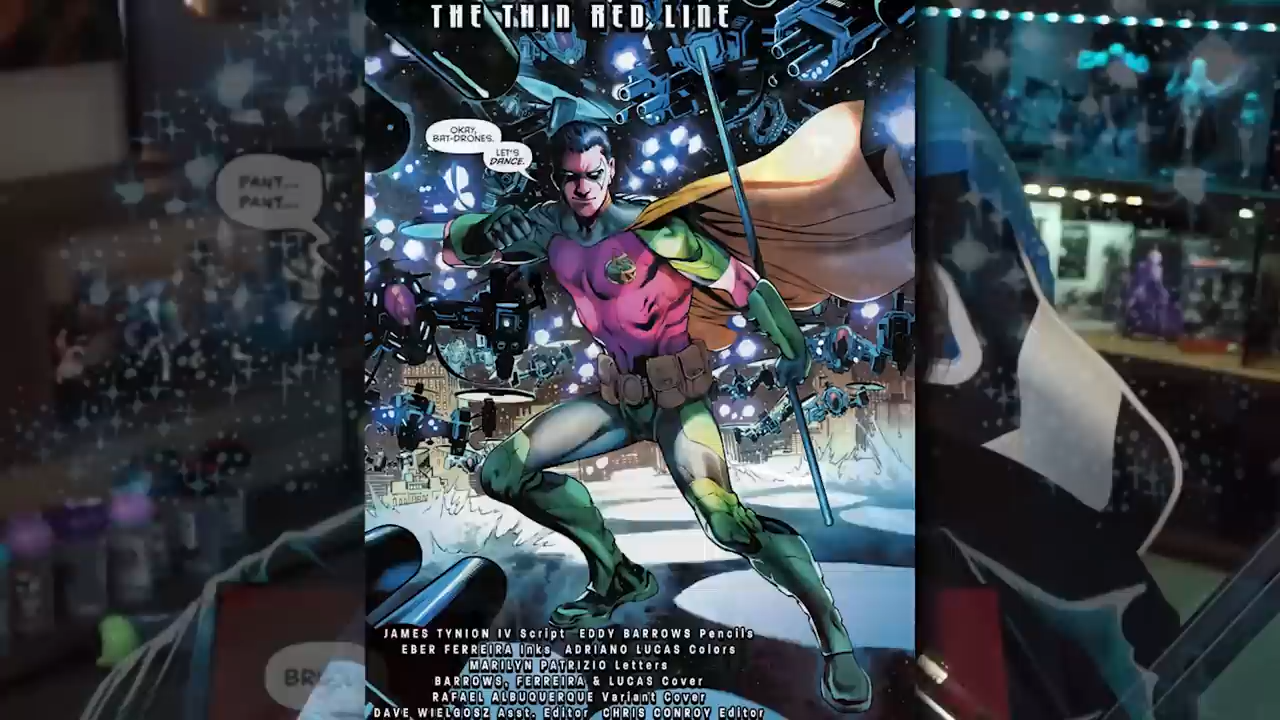 THE THIN RED LINE
OKAY,
BAT-DRONES.
LET'S
DANCE.
PANT...
PANT...
JAMES TYNION IV Script EDDY BARROWS Pencils
EBER FERREIRA Inks ADRIANO LUCAS Colors
MARILYN PATRIZIO Letters
BARROWS, FERREIRA & LUCAS Cover
RAFAEL ALBUQUERQUE Variant Cover
DAVE WIELGOSZ Asst. Editor CHRIS CONROY Editor